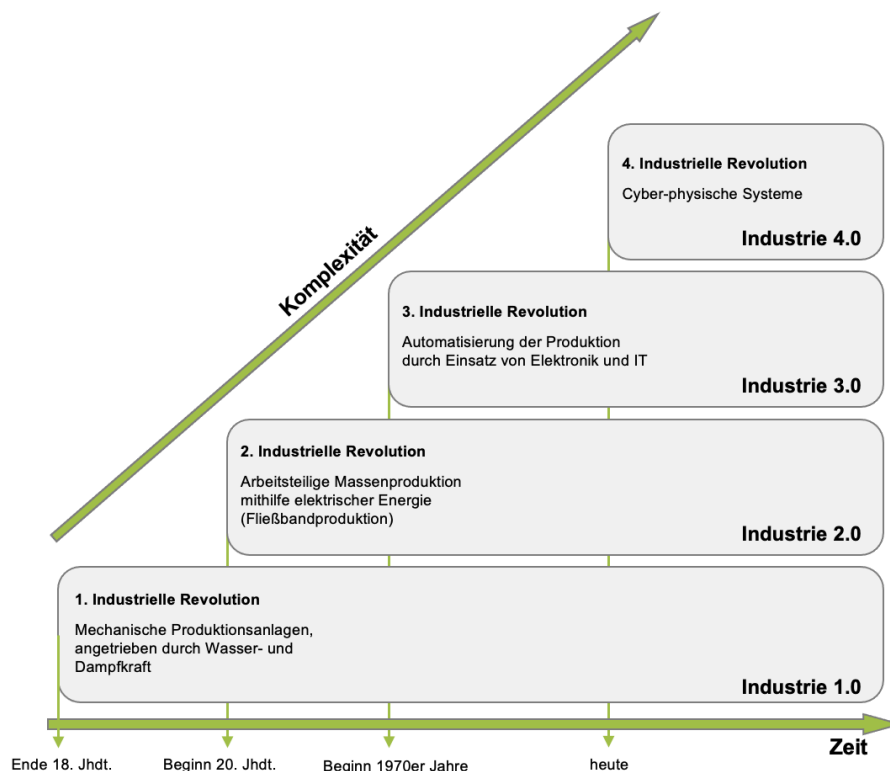 Komplexität
4. Industrielle Revolution
Cyber-physische Systeme
Industrie 4.0
3. Industrielle Revolution
Automatisierung der Produktion
durch Einsatz von Elektronik und IT
Industrie 3.0
2. Industrielle Revolution
Arbeitsteilige Massenproduktion
mithilfe elektrischer Energie
(Fließbandproduktion)
Industrie 2.0
1. Industrielle Revolution
Mechanische Produktionsanlagen,
angetrieben durch Wasser- und
Dampfkraft
Industrie 1.0
Zeit
Ende 18. Jhdt.
Beginn 20. Jhdt.
Beginn 1970er Jahre
heute